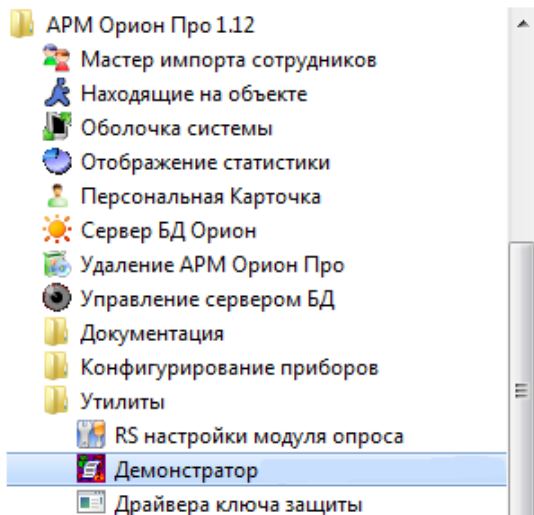 АРМ Орион Про 1.12
Мастер импорта сотрудников
Находящие на объекте
Оболочка системы
Отображение статистики
Персональная Карточка
Сервер БД Орион
Удаление АРМ Орион Про
Управление сервером БД
Документация
Конфигурирование приборов
Утилиты
RS настройки модуля опроса
Демонстратор
Драйвера ключа защиты